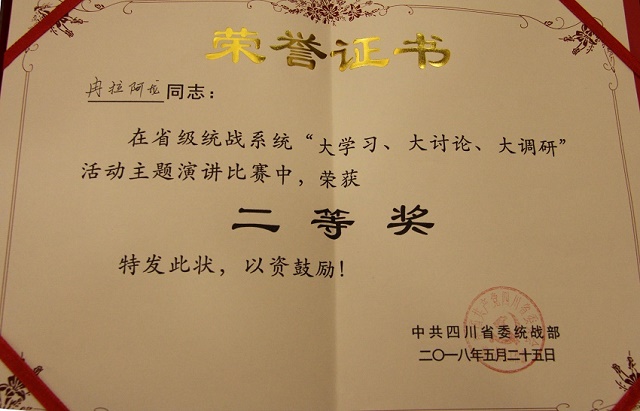 荣誉证书
冉拉阿龙同志：
在省级统战系统“大学习、大讨论、大调研”
活动主题演讲比赛中，荣获
二等奖
特发此状，以资鼓励！
中共四川省委统战部
二〇一八年五月二十五日